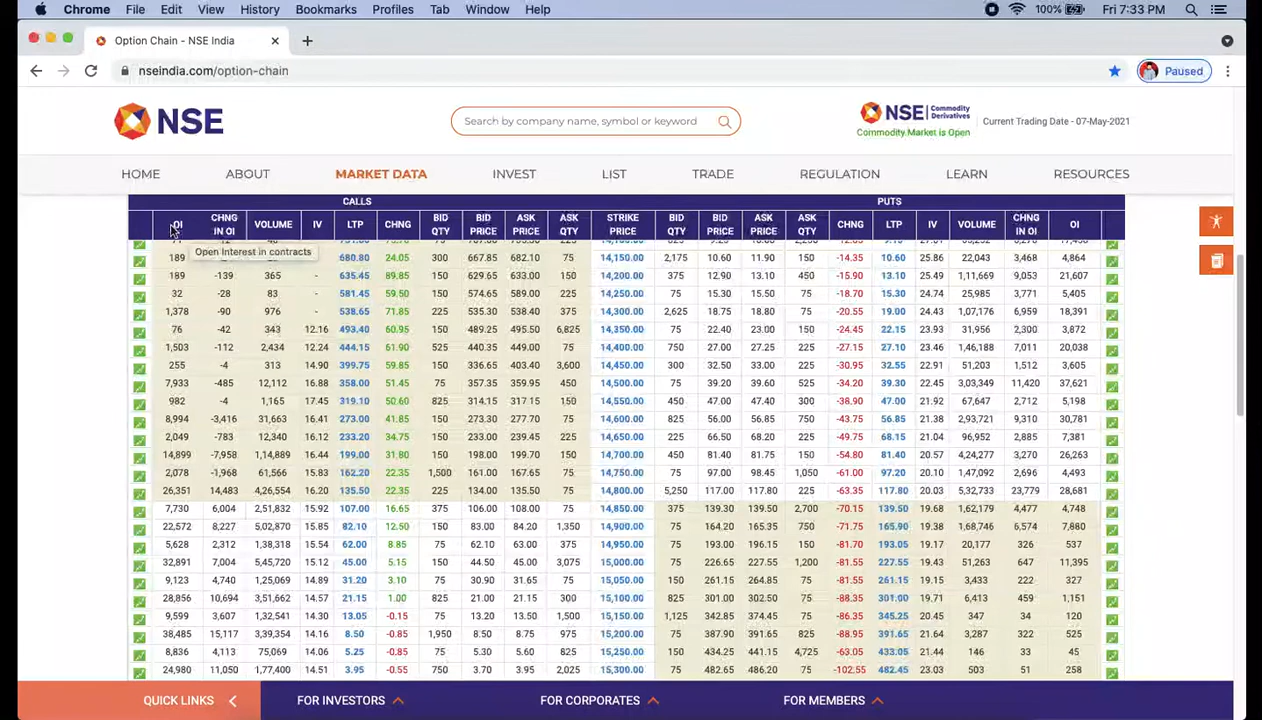 Chrome File Edit View History Bookmarks Profiles Tab Window Help 100% Fri 7:33 PM
Option Chain - NSE India
nseindia.com/option-chain Paused
NSE Search by company name, symbol or keyword NSE Commodity Derivatives Current Trading Date - 07-May-2021
Commodity Market is Open
HOME ABOUT MARKET DATA INVEST LIST TRADE REGULATION LEARN RESOURCES
CALLS PUTS
OI CHNG IN OI VOLUME IV LTP CHNG BID QTY BID PRICE ASK PRICE ASK QTY STRIKE PRICE BID QTY BID PRICE ASK PRICE ASK QTY CHNG LTP IV VOLUME CHNG IN OI OI
Open Interest in contracts
189 680.80 24.05 300 667.85 682.10 75 14,150.00 2,175 10.60 11.90 150 -14.35 10.60 25.86 22,043 3,468 4,864
189 -139 365 - 635.45 89.85 150 629.65 633.00 150 14,200.00 375 12.90 13.10 450 -15.90 13.10 25.49 1,11,669 9,053 21,607
32 -28 83 - 581.45 59.50 150 574.65 589.00 225 14,250.00 75 15.30 15.50 75 -18.70 15.30 24.74 25,985 3,771 5,405
1,378 -90 976 - 538.65 71.85 225 535.30 538.40 375 14,300.00 2,625 18.75 18.80 75 -20.55 19.00 24.43 1,07,176 6,959 18,391
76 -42 343 12.16 493.40 60.95 150 489.25 495.50 6,825 14,350.00 75 22.40 23.00 150 -24.45 22.15 23.93 31,956 2,300 3,872
1,503 -112 2,434 12.24 444.15 61.90 525 440.35 449.00 75 14,400.00 750 27.00 27.25 225 -27.15 27.10 23.46 1,46,188 7,011 20,038
255 -4 313 14.90 399.75 59.85 150 336.65 403.40 3,600 14,450.00 300 32.50 33.00 225 -30.95 32.55 22.91 51,203 1,512 3,605
7,933 -485 12,112 16.88 358.00 51.45 75 357.35 359.95 450 14,500.00 75 39.20 39.60 525 -34.20 39.30 22.45 3,03,349 11,420 37,621
982 -4 1,165 17.45 319.10 50.60 825 314.15 317.15 150 14,550.00 450 47.00 47.40 300 -38.90 47.00 21.92 67,647 2,712 5,198
8,994 -3,416 31,663 16.41 273.00 41.85 75 273.30 277.70 75 14,600.00 825 56.00 56.85 750 -43.75 56.85 21.38 2,93,721 9,310 30,781
2,049 -783 12,340 16.12 233.20 34.75 150 233.00 239.45 225 14,650.00 225 66.50 68.20 225 -49.75 68.15 21.04 96,952 2,885 7,381
14,899 -7,958 1,14,889 16.44 199.00 31.80 150 198.00 199.70 150 14,700.00 450 81.40 81.75 150 -54.80 81.40 20.57 4,24,277 3,370 26,263
2,078 -1,968 61,566 15.83 162.20 22.35 1,500 161.00 167.65 75 14,750.00 75 97.00 98.45 1,050 -61.00 97.20 20.10 1,47,092 2,696 4,493
26,351 14,483 4,26,554 16.20 135.50 22.35 225 134.00 135.50 75 14,800.00 5,250 117.00 117.80 75 -63.35 117.80 20.03 5,32,733 23,779 28,681
7,730 6,004 2,51,832 15.92 107.00 16.65 375 106.00 108.00 75 14,850.00 375 139.30 139.50 2,700 -70.15 139.50 19.68 1,62,179 4,477 4,748
22,572 8,227 5,02,870 15.85 82.10 12.50 150 83.00 84.20 1,350 14,900.00 75 164.30 165.35 750 -71.75 165.90 19.38 1,68,746 6,574 7,880
5,628 2,312 1,38,318 15.54 62.00 8.85 75 62.10 63.00 375 14,950.00 75 193.00 196.15 150 -81.70 193.05 19.17 20,177 326 537
32,891 7,004 5,45,720 15.12 45.00 5.15 150 44.50 45.00 3,075 15,000.00 75 226.65 227.55 1,200 -81.55 227.55 19.43 51,263 647 11,395
9,123 4,740 1,25,069 14.89 31.20 3.10 75 30.90 31.65 75 15,050.00 150 261.15 264.85 75 -81.55 261.15 19.15 3,433 222 327
28,856 10,694 3,51,662 14.57 21.15 1.00 825 21.00 21.15 300 15,100.00 825 301.00 302.50 75 -88.35 301.00 19.71 6,413 459 1,151
9,599 3,607 1,32,541 14.30 13.05 -0.15 75 13.20 13.50 1,500 15,150.00 1,125 342.85 374.45 75 -86.35 345.25 20.45 347 34 120
38,485 15,117 3,39,354 14.16 8.50 -0.85 1,950 8.50 8.75 975 15,200.00 75 387.90 391.65 825 -88.95 391.65 21.64 3,287 322 525
8,836 4,113 75,069 14.06 5.25 -0.85 75 5.30 5.60 825 15,250.00 75 434.25 441.15 4,725 -63.05 433.05 21.44 146 33 45
24,980 11,050 1,77,400 14.51 3.95 -0.55 750 3.70 3.95 2,025 15,300.00 75 482.65 486.20 75 -102.55 482.45 23.03 503 51 258
QUICK LINKS FOR INVESTORS FOR CORPORATES FOR MEMBERS